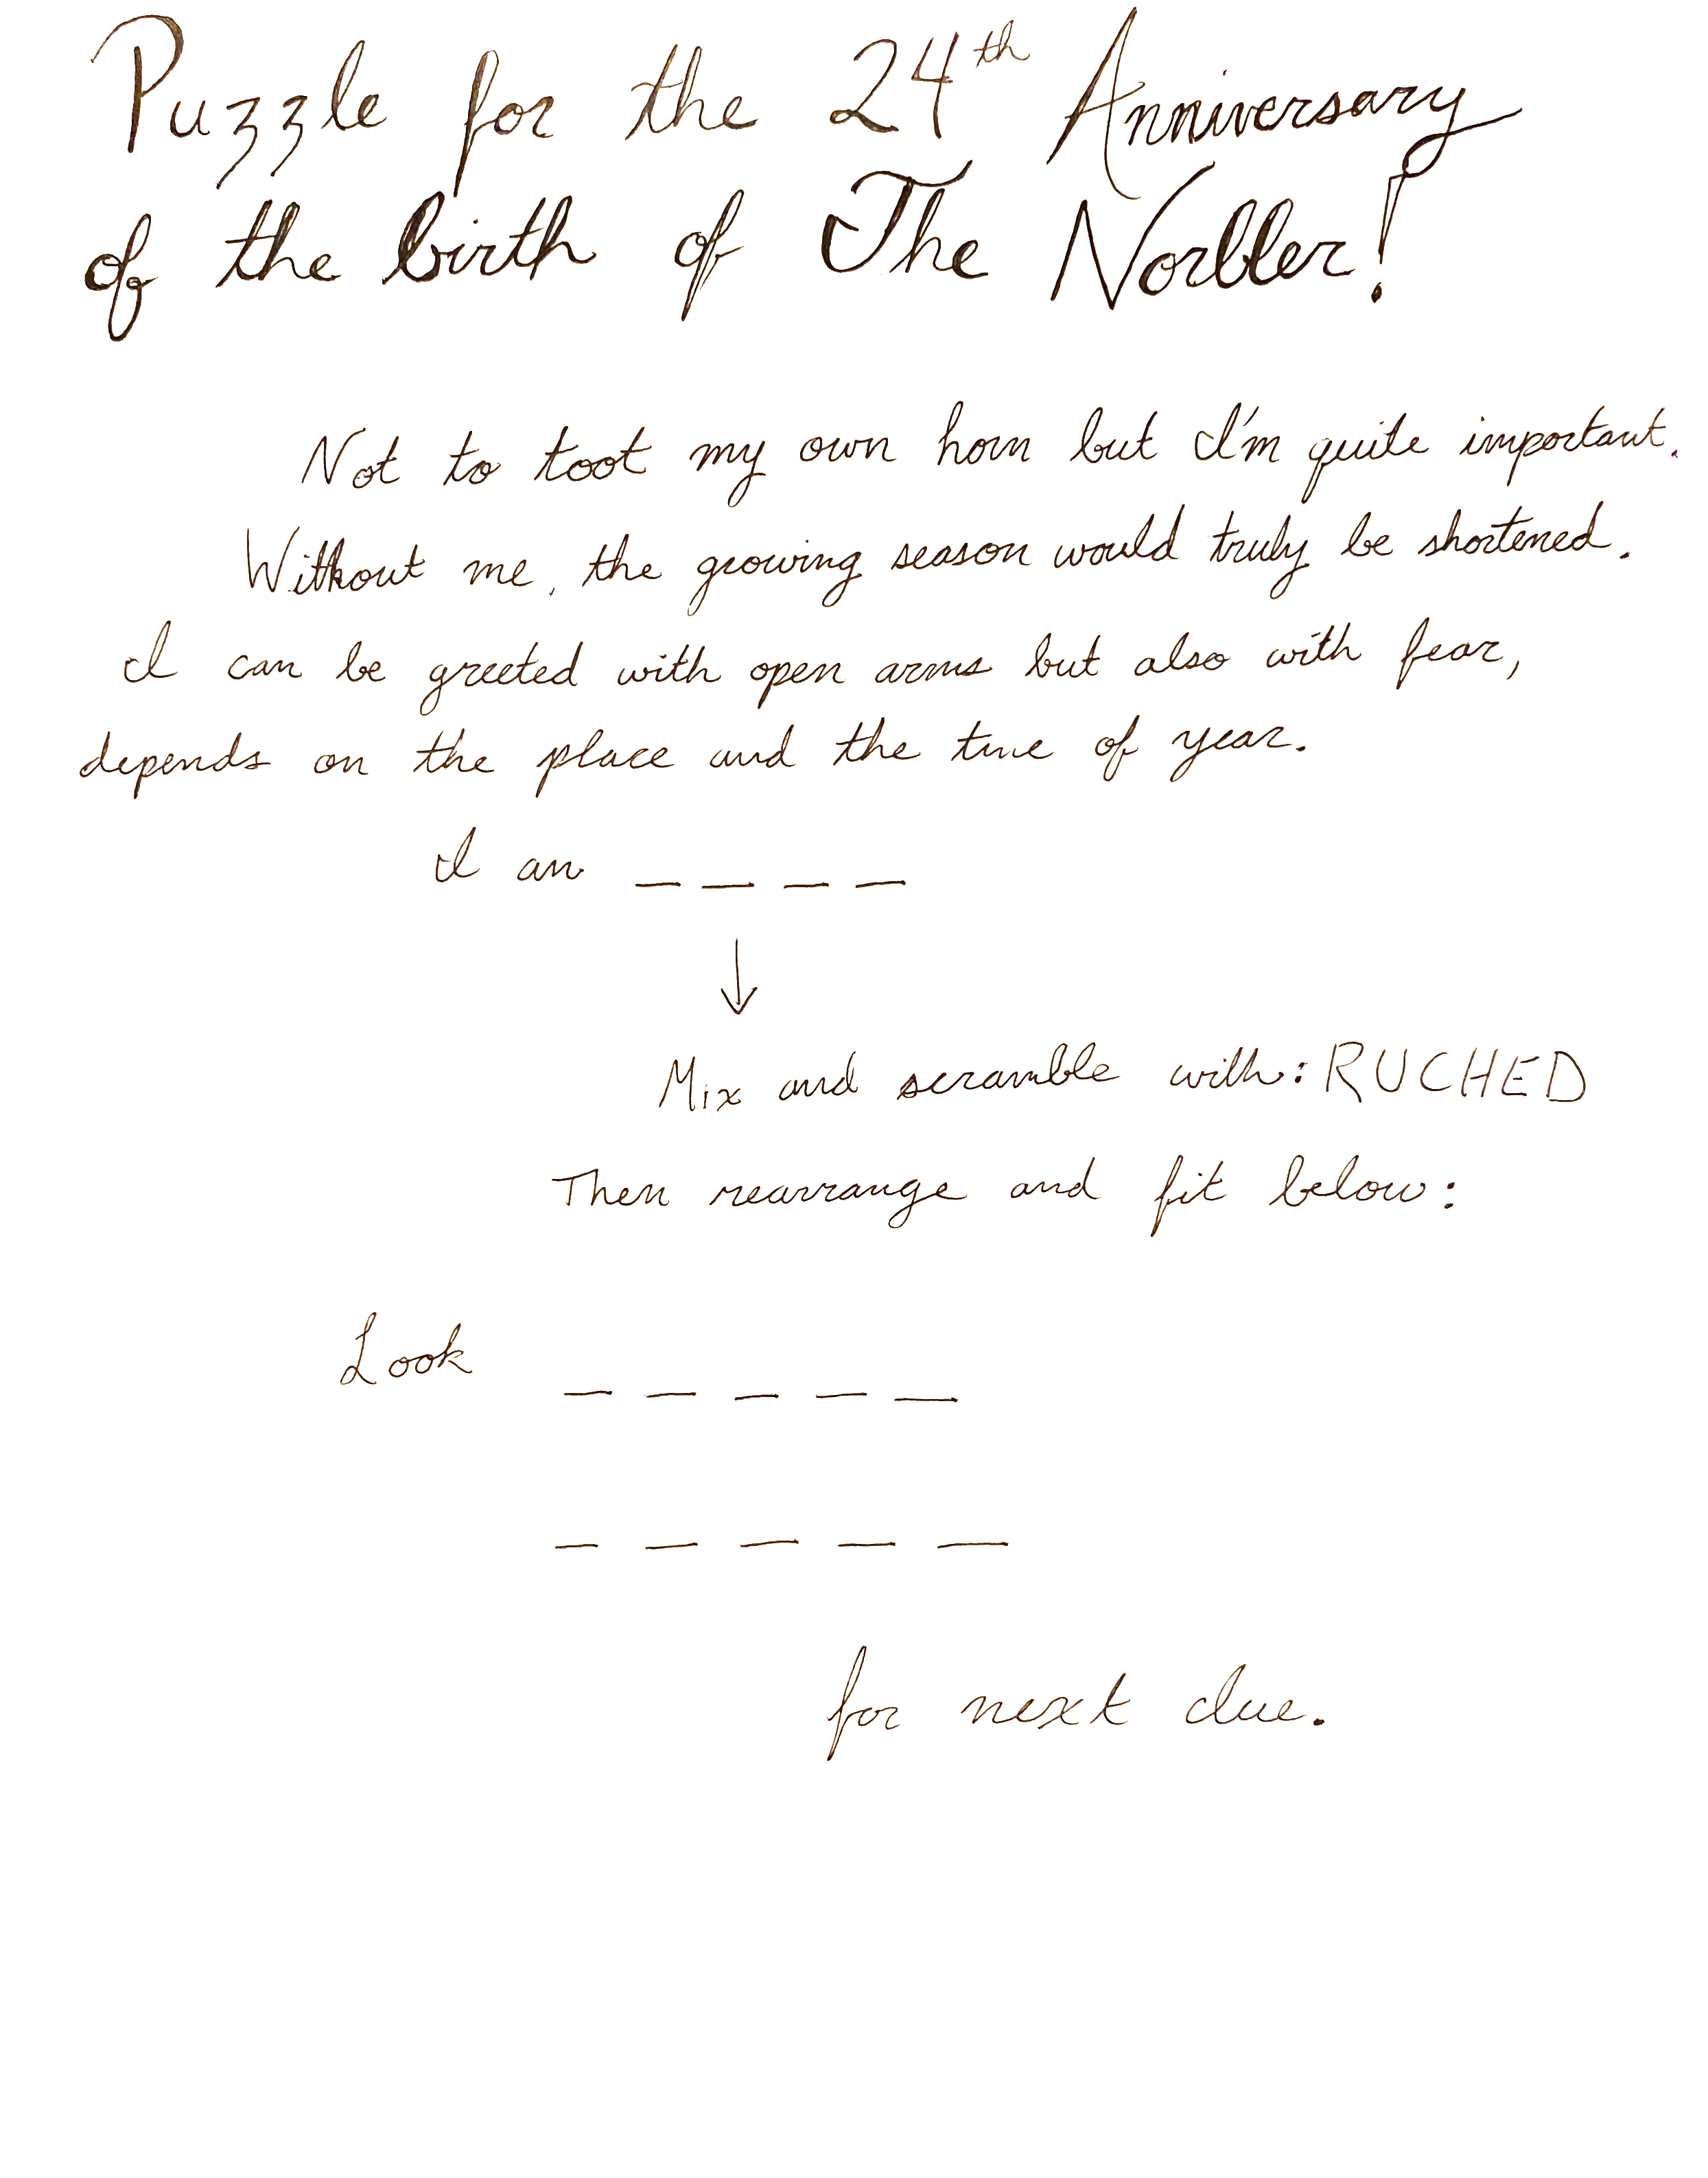 Puzzle for the 24th Anniversary
of the birth of The Norbler!
Not to toot my own horn but I'm quite important.
Without me, the growing season would truly be shortened.
I can be greeted with open arms but also with fear,
depends on the place and the time of year.
I am _ _ _ _
↓
Mix and scramble with: RUCHED
Then rearrange and fit below:
Look _ _ _ _ _
_ _ _ _ _
for next clue.